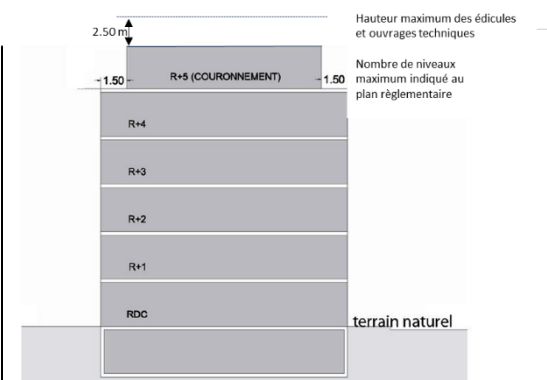 Hauteur maximum des édicules
et ouvrages techniques
2.50 m
Nombre de niveaux
maximum indiqué au
plan règlementaire
1.50
R+5 (COURONNEMENT)
1.50
R+4
R+3
R+2
R+1
RDC
terrain naturel